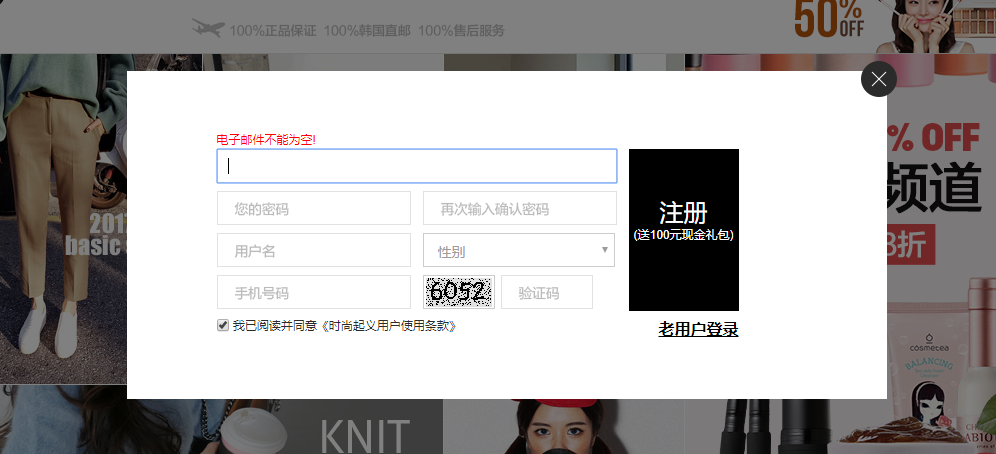 100%正品保证 100%韩国直邮 100%售后服务
50%
OFF
电子邮件不能为空!
% OFF
您的密码 再次输入确认密码
注册
频道
(送100元现金礼包)
basic
用户名 性别
折
手机号码 6052 验证码
我已阅读并同意《时尚起义用户使用条款》
老用户登录
cosmetea
BALANCING
KNIT